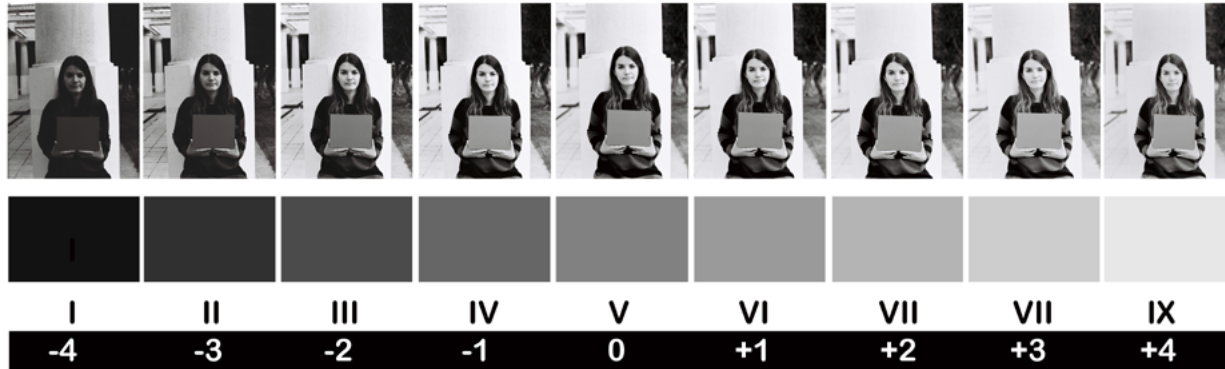 I
I II III IV V VI VII VII IX
-4 -3 -2 -1 0 +1 +2 +3 +4